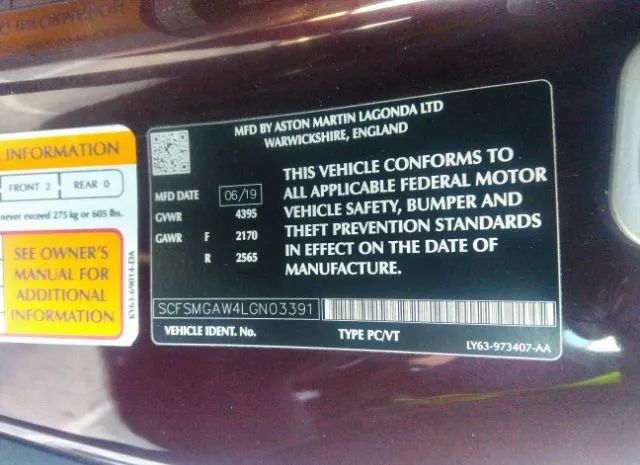 INFORMATION
FRONT 2 REAR 0
never exceed 275 kg or 605 lbs.
SEE OWNER'S
MANUAL FOR
ADDITIONAL
INFORMATION
KY63-69014-DA
MFD BY ASTON MARTIN LAGONDA LTD
WARWICKSHIRE, ENGLAND
MFD DATE 06/19
GVWR 4395
GAWR F 2170
R 2565
THIS VEHICLE CONFORMS TO
ALL APPLICABLE FEDERAL MOTOR
VEHICLE SAFETY, BUMPER AND
THEFT PREVENTION STANDARDS
IN EFFECT ON THE DATE OF
MANUFACTURE.
SCFSMGAW4LGN03391
VEHICLE IDENT. No. TYPE PC/VT
LY63-973407-AA